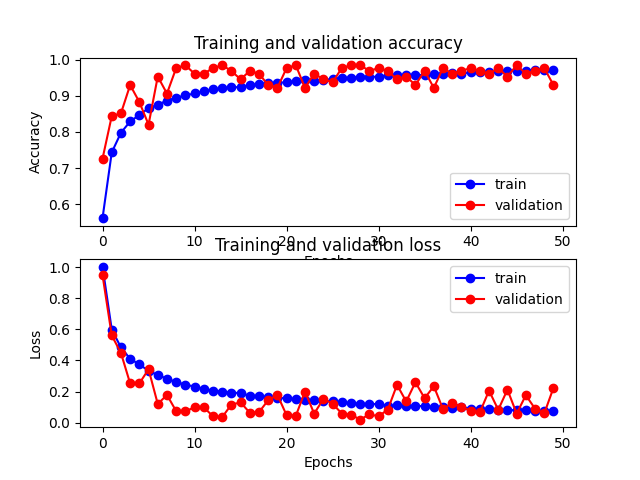 Training and validation accuracy
1.0
0.9
0.8
0.7
0.6
Accuracy
train
validation
0 10 20 30 40 50
Epochs
Training and validation loss
1.0
0.8
0.6
0.4
0.2
0.0
Loss
train
validation
0 10 20 30 40 50
Epochs